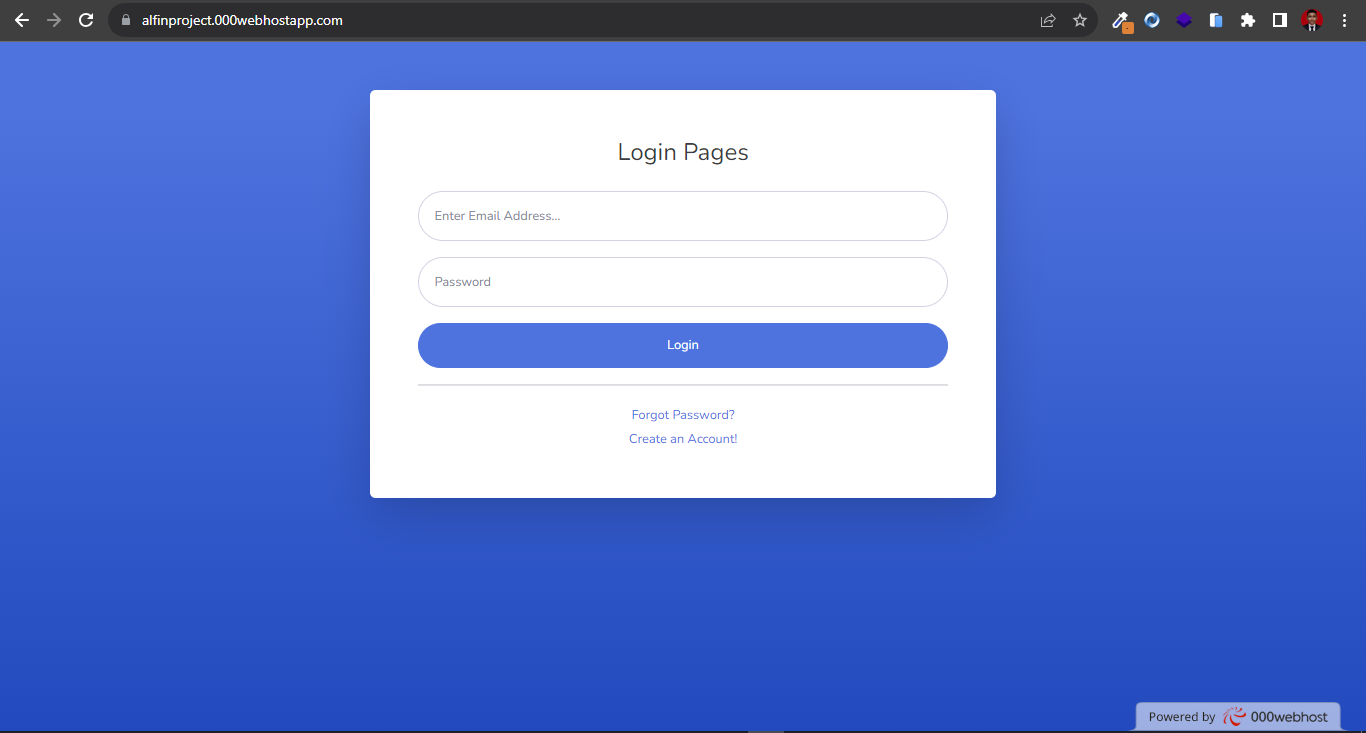 alfinproject.000webhostapp.com
Login Pages
Enter Email Address...
Password
Login
Forgot Password?
Create an Account!
Powered by 000webhost